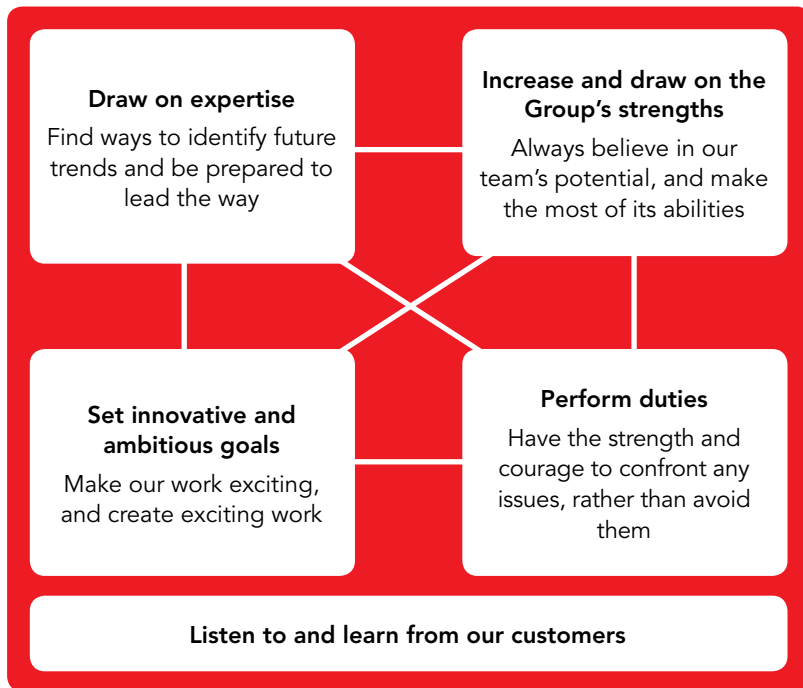 Draw on expertise
Find ways to identify future
trends and be prepared to
lead the way
Increase and draw on the
Group’s strengths
Always believe in our
team’s potential, and make
the most of its abilities
Set innovative and
ambitious goals
Make our work exciting,
and create exciting work
Perform duties
Have the strength and
courage to confront any
issues, rather than avoid
them
Listen to and learn from our customers